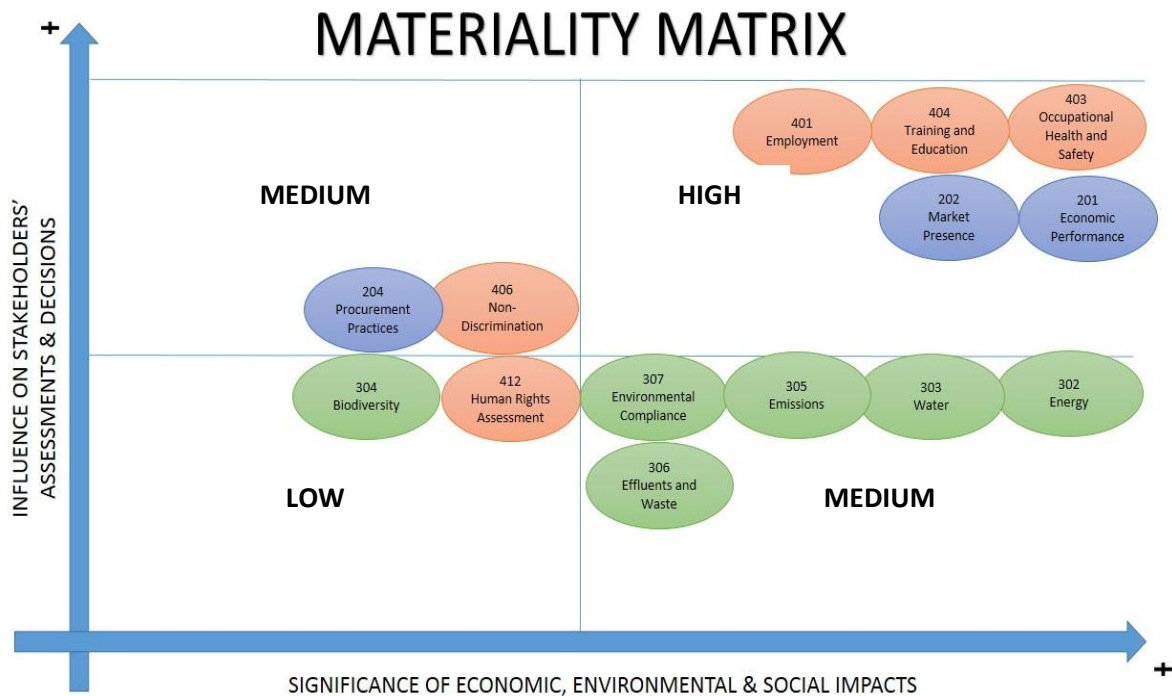 MATERIALITY MATRIX
+
INFLUENCE ON STAKEHOLDERS'
ASSESSMENTS & DECISIONS
MEDIUM
HIGH
401
Employment
404
Training and
Education
403
Occupational
Health and
Safety
202
Market
Presence
201
Economic
Performance
204
Procurement
Practices
406
Non-
Discrimination
304
Biodiversity
412
Human Rights
Assessment
307
Environmental
Compliance
305
Emissions
303
Water
302
Energy
306
Effluents and
Waste
LOW
MEDIUM
+
SIGNIFICANCE OF ECONOMIC, ENVIRONMENTAL & SOCIAL IMPACTS